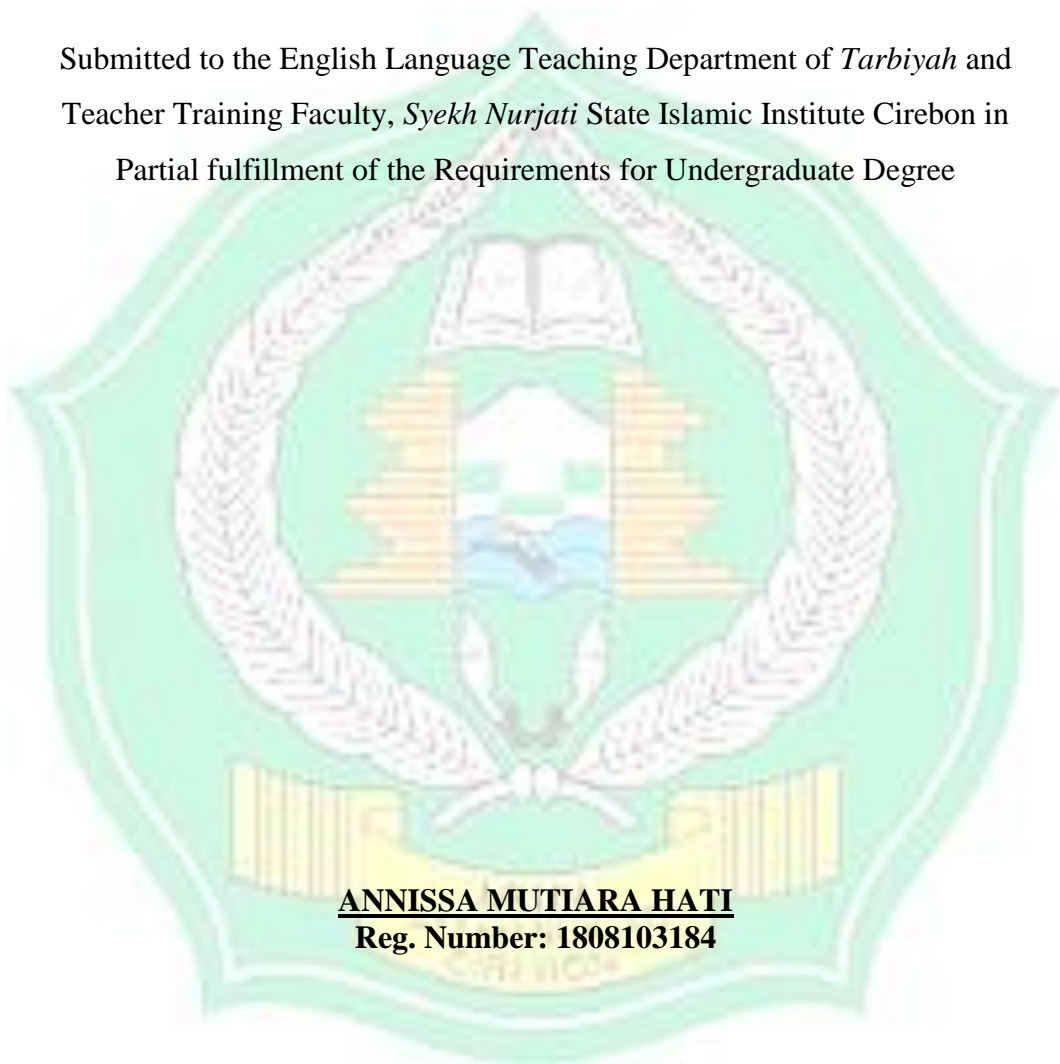 Submitted to the English Language Teaching Department of Tarbiyah and
Teacher Training Faculty, Syekh Nurjati State Islamic Institute Cirebon in
Partial fulfillment of the Requirements for Undergraduate Degree
ANNISSA MUTIARA HATI
Reg. Number: 1808103184